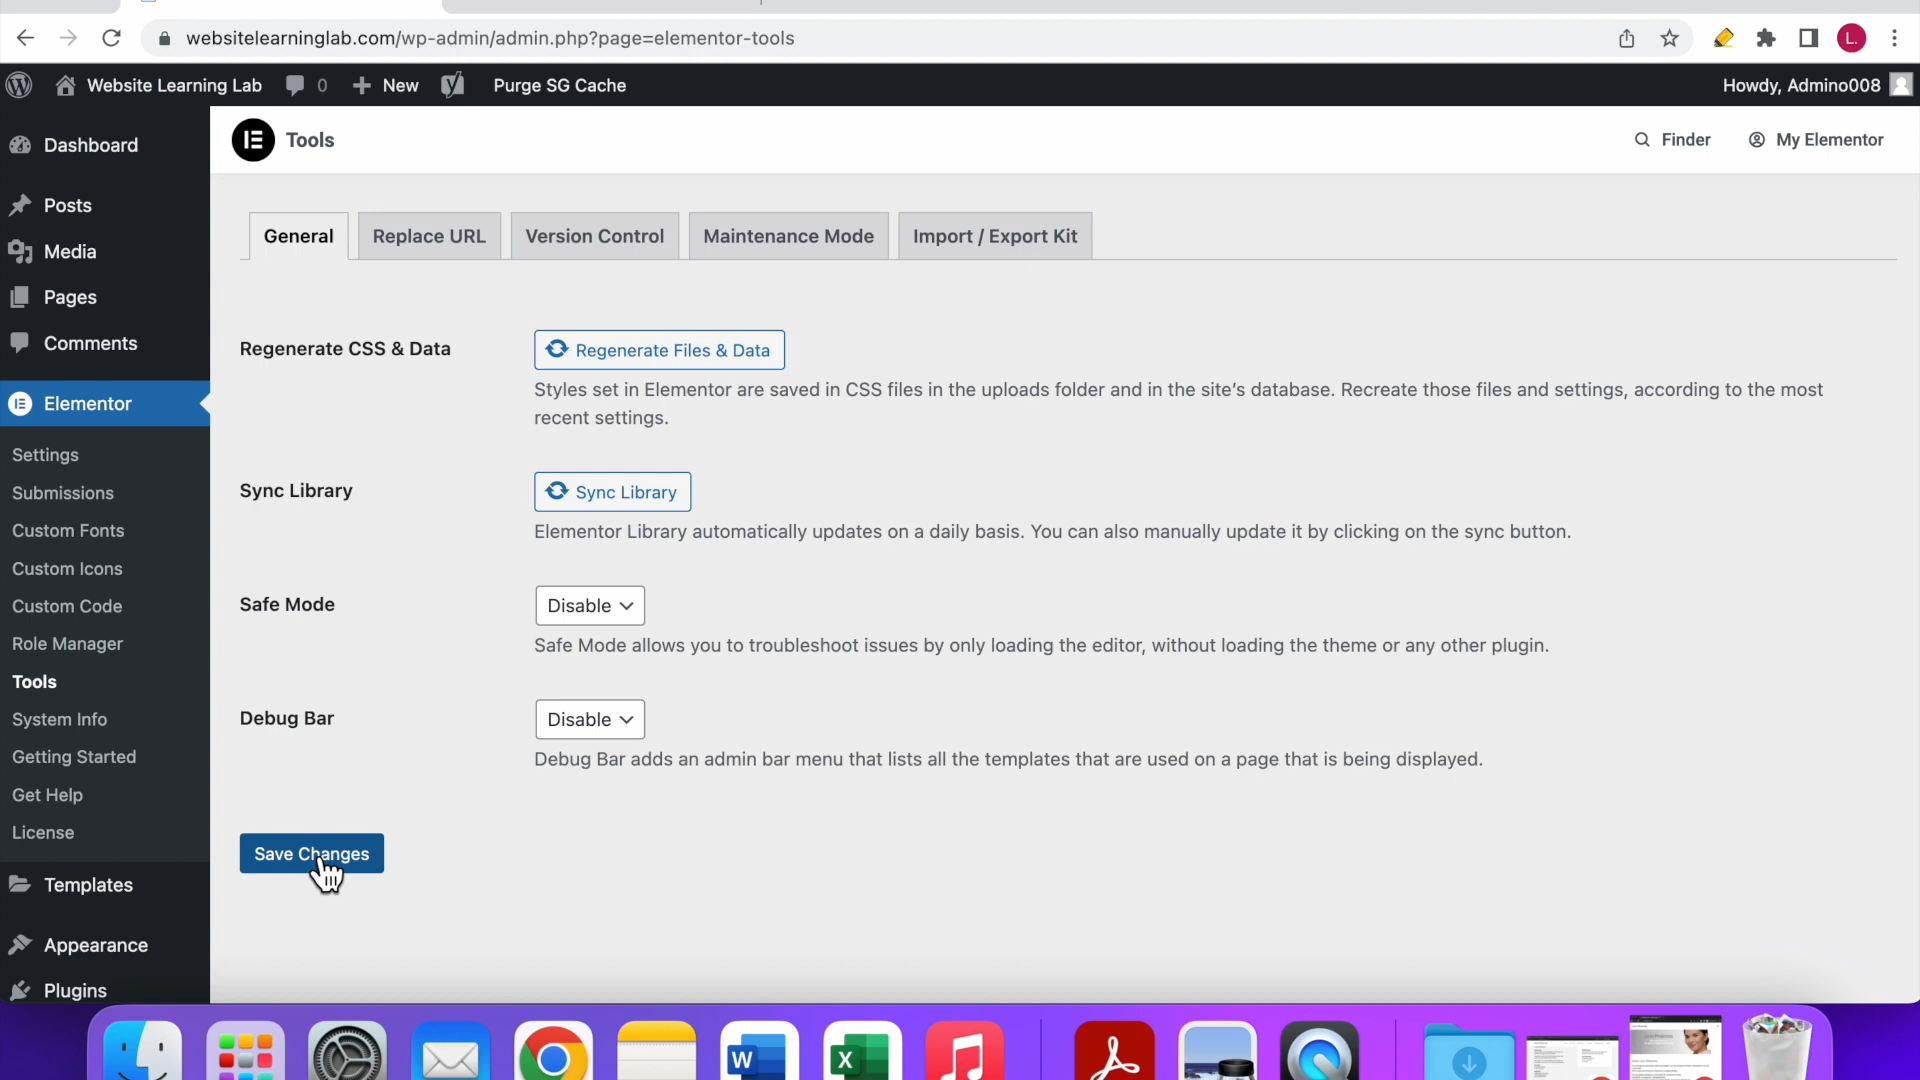 websitelearninglab.com/wp-admin/admin.php?page=elementor-tools
L.
Website Learning Lab
0
New
Purge SG Cache
Howdy, Admino008
Dashboard
Posts
Media
Pages
Comments
Elementor
Settings
Submissions
Custom Fonts
Custom Icons
Custom Code
Role Manager
Tools
System Info
Getting Started
Get Help
License
Templates
Appearance
Plugins
Tools
Finder
My Elementor
General
Replace URL
Version Control
Maintenance Mode
Import / Export Kit
Regenerate CSS & Data
Regenerate Files & Data
Styles set in Elementor are saved in CSS files in the uploads folder and in the site's database. Recreate those files and settings, according to the most
recent settings.
Sync Library
Sync Library
Elementor Library automatically updates on a daily basis. You can also manually update it by clicking on the sync button.
Safe Mode
Disable
Safe Mode allows you to troubleshoot issues by only loading the editor, without loading the theme or any other plugin.
Debug Bar
Disable
Debug Bar adds an admin bar menu that lists all the templates that are used on a page that is being displayed.
Save Changes
W
X